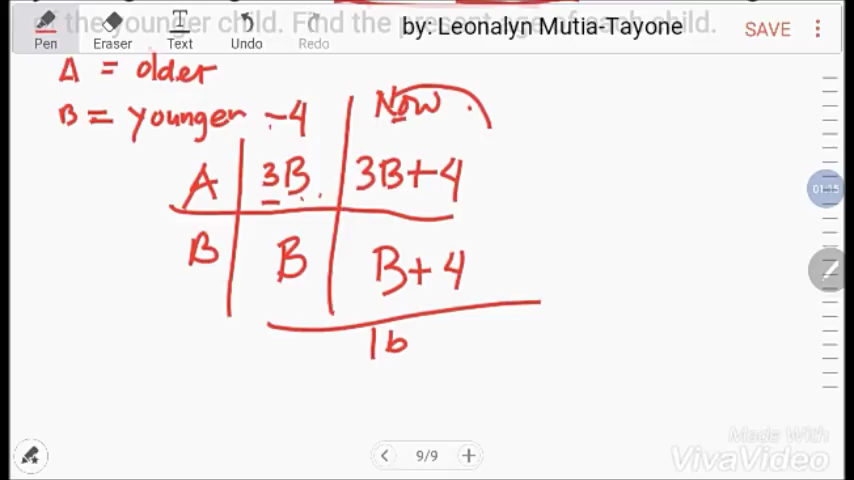 of the younger child. Find the present age of each child.
by: Leonalyn Mutia-Tayone
SAVE
Pen Eraser Text Undo Redo
A = older
B = younger -4 Now
A 3B 3B+4
B B B+4
16
01:15
9/9
Made With
VivaVideo